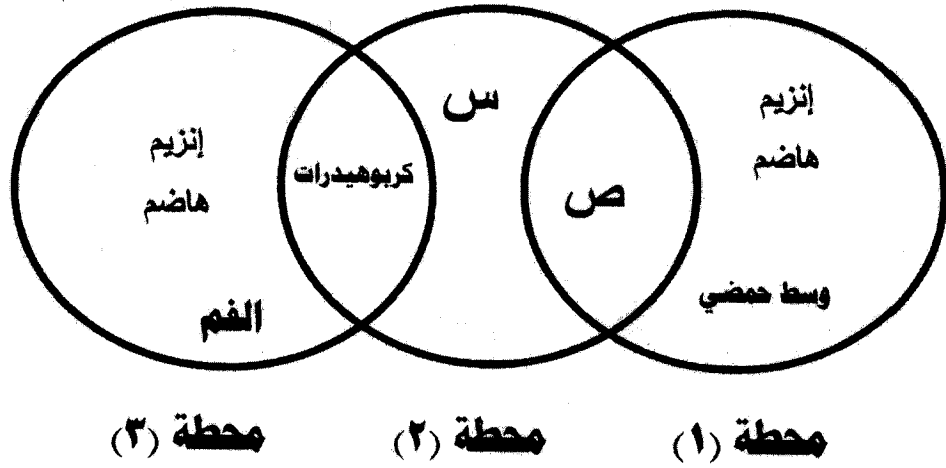 إنزيم
هاضم
وسط حمضي
ص
س
كربوهيدرات
إنزيم
هاضم
الفم
محطة (١)
محطة (٢)
محطة (٣)